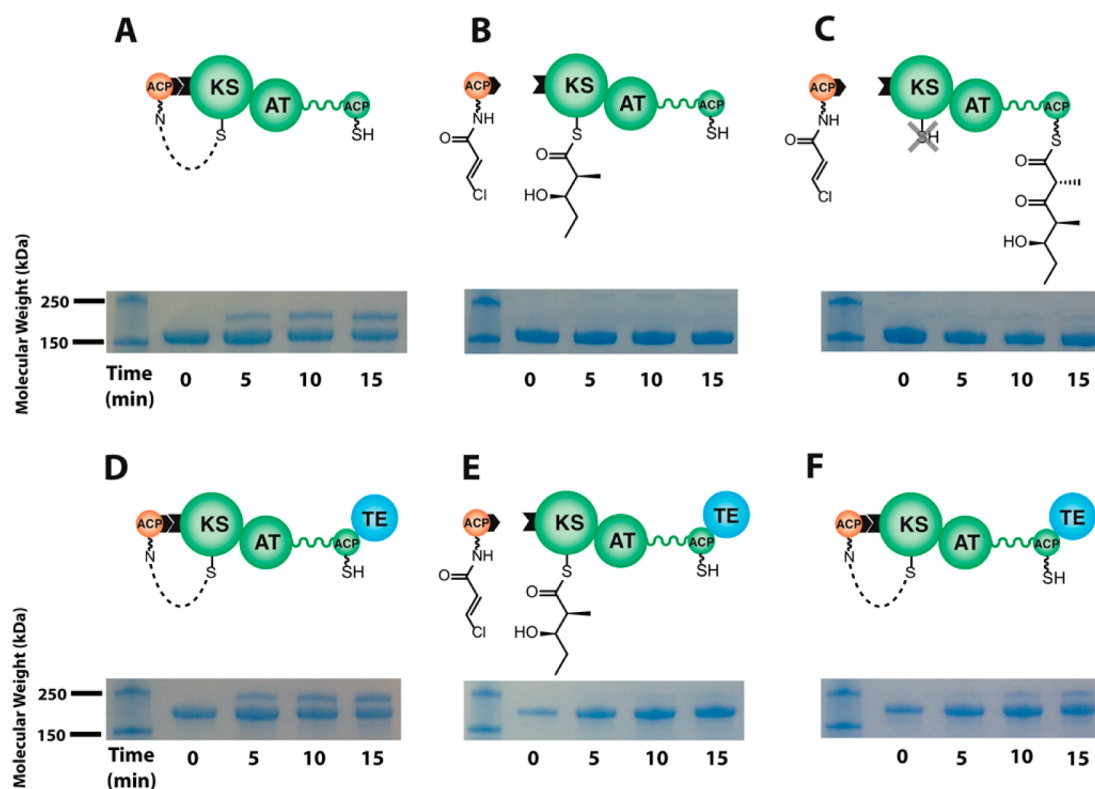 A
B
C
ACP
KS
AT
ACP
N
S
SH
ACP
KS
AT
ACP
NH
O
Cl
S
O
HO
SH
ACP
KS
AT
ACP
NH
O
Cl
SH
S
O
O
HO
Molecular Weight (kDa)
250
150
Time
(min)
0 5 10 15
0 5 10 15
0 5 10 15
D
E
F
ACP
KS
AT
ACP
TE
N
S
SH
ACP
KS
AT
ACP
TE
NH
O
Cl
S
O
HO
SH
ACP
KS
AT
ACP
TE
N
S
SH
Molecular Weight (kDa)
250
150
Time
(min)
0 5 10 15
0 5 10 15
0 5 10 15